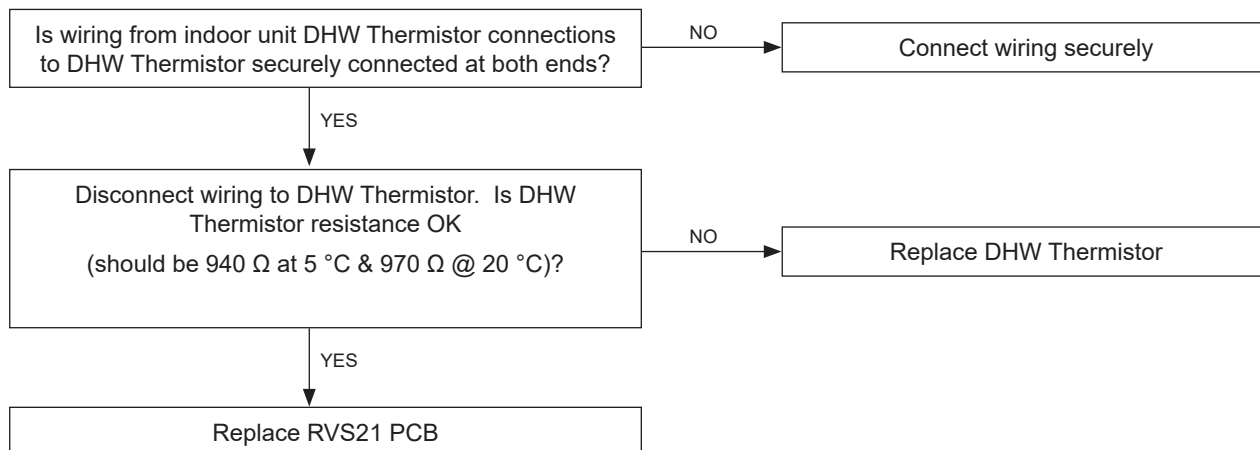 Is wiring from indoor unit DHW Thermistor connections
to DHW Thermistor securely connected at both ends?
NO
Connect wiring securely
YES
Disconnect wiring to DHW Thermistor. Is DHW
Thermistor resistance OK
(should be 940 Ω at 5 °C & 970 Ω @ 20 °C)?
NO
Replace DHW Thermistor
YES
Replace RVS21 PCB